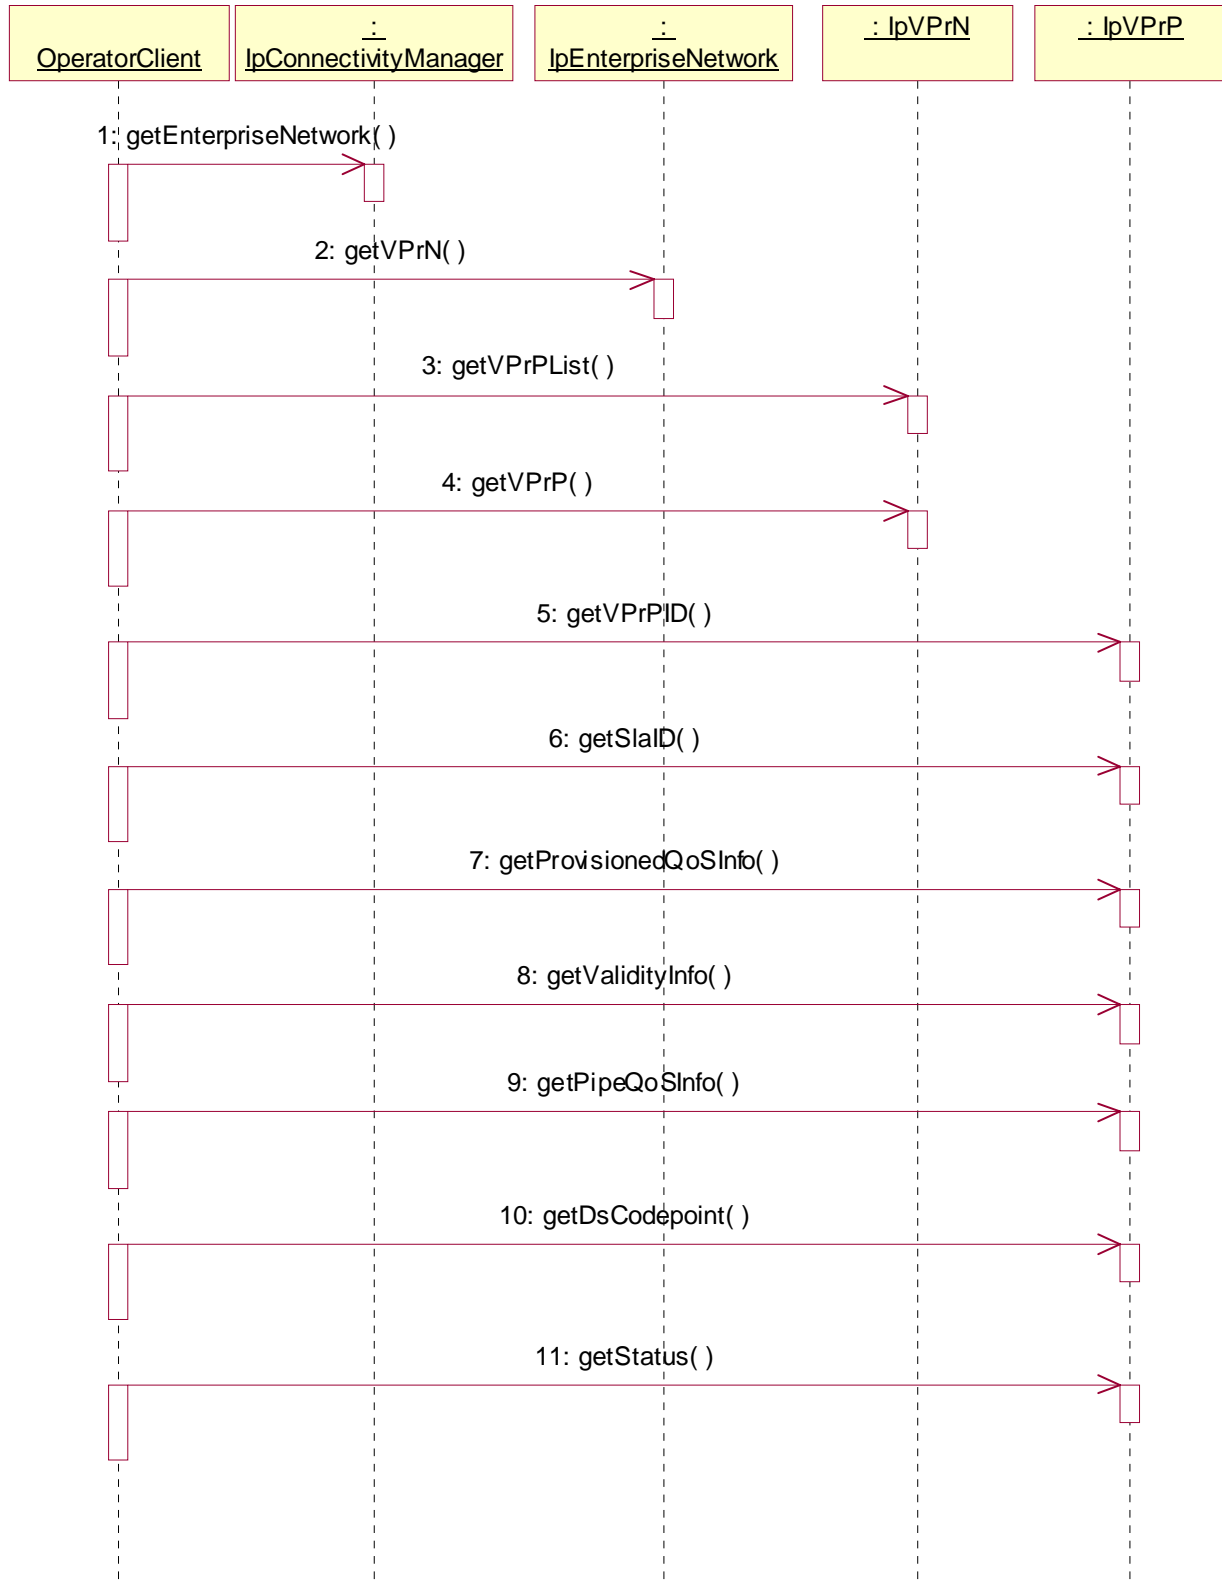 OperatorClient
:
IpConnectivityManager
:
IpEnterpriseNetwork
: IpVPrN
: IpVPrP
1: getEnterpriseNetwork( )
2: getVPrN( )
3: getVPrPList( )
4: getVPrP( )
5: getVPrPID( )
6: getSlaID( )
7: getProvisionedQoSInfo( )
8: getValidityInfo( )
9: getPipeQoSInfo( )
10: getDsCodepoint( )
11: getStatus( )